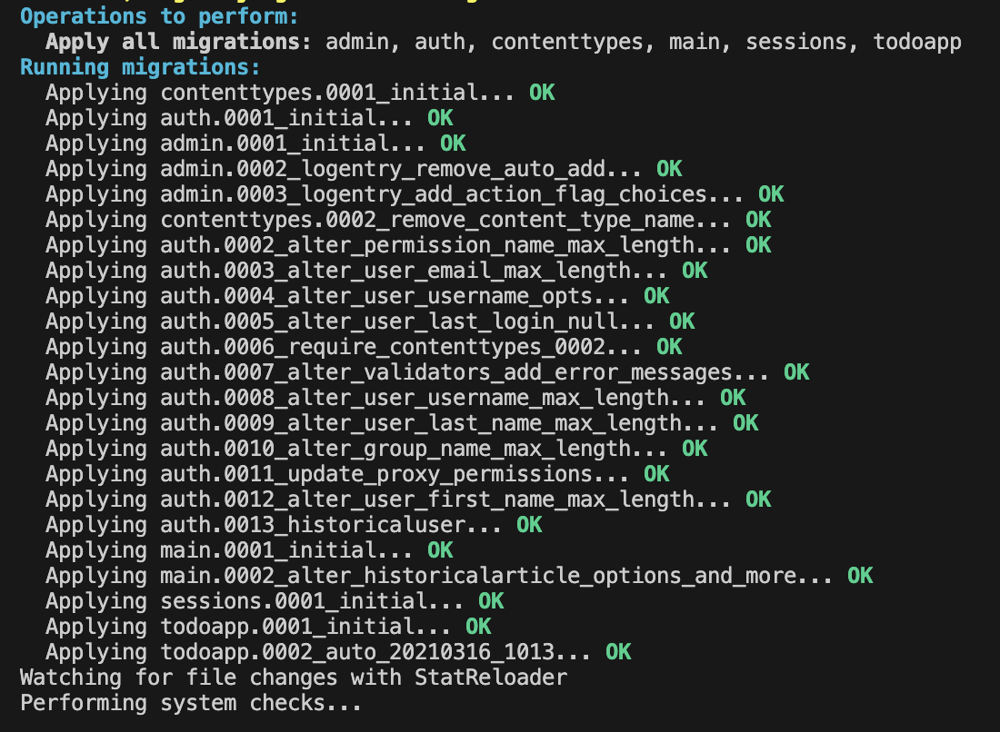 Operations to perform:
Apply all migrations: admin, auth, contenttypes, main, sessions, todoapp
Running migrations:
Applying contenttypes.0001_initial... OK
Applying auth.0001_initial... OK
Applying admin.0001_initial... OK
Applying admin.0002_logentry_remove_auto_add... OK
Applying admin.0003_logentry_add_action_flag_choices... OK
Applying contenttypes.0002_remove_content_type_name... OK
Applying auth.0002_alter_permission_name_max_length... OK
Applying auth.0003_alter_user_email_max_length... OK
Applying auth.0004_alter_user_username_opts... OK
Applying auth.0005_alter_user_last_login_null... OK
Applying auth.0006_require_contenttypes_0002... OK
Applying auth.0007_alter_validators_add_error_messages... OK
Applying auth.0008_alter_user_username_max_length... OK
Applying auth.0009_alter_user_last_name_max_length... OK
Applying auth.0010_alter_group_name_max_length... OK
Applying auth.0011_update_proxy_permissions... OK
Applying auth.0012_alter_user_first_name_max_length... OK
Applying auth.0013_historicaluser... OK
Applying main.0001_initial... OK
Applying main.0002_alter_historicalarticle_options_and_more... OK
Applying sessions.0001_initial... OK
Applying todoapp.0001_initial... OK
Applying todoapp.0002_auto_20210316_1013... OK
Watching for file changes with StatReloader
Performing system checks...